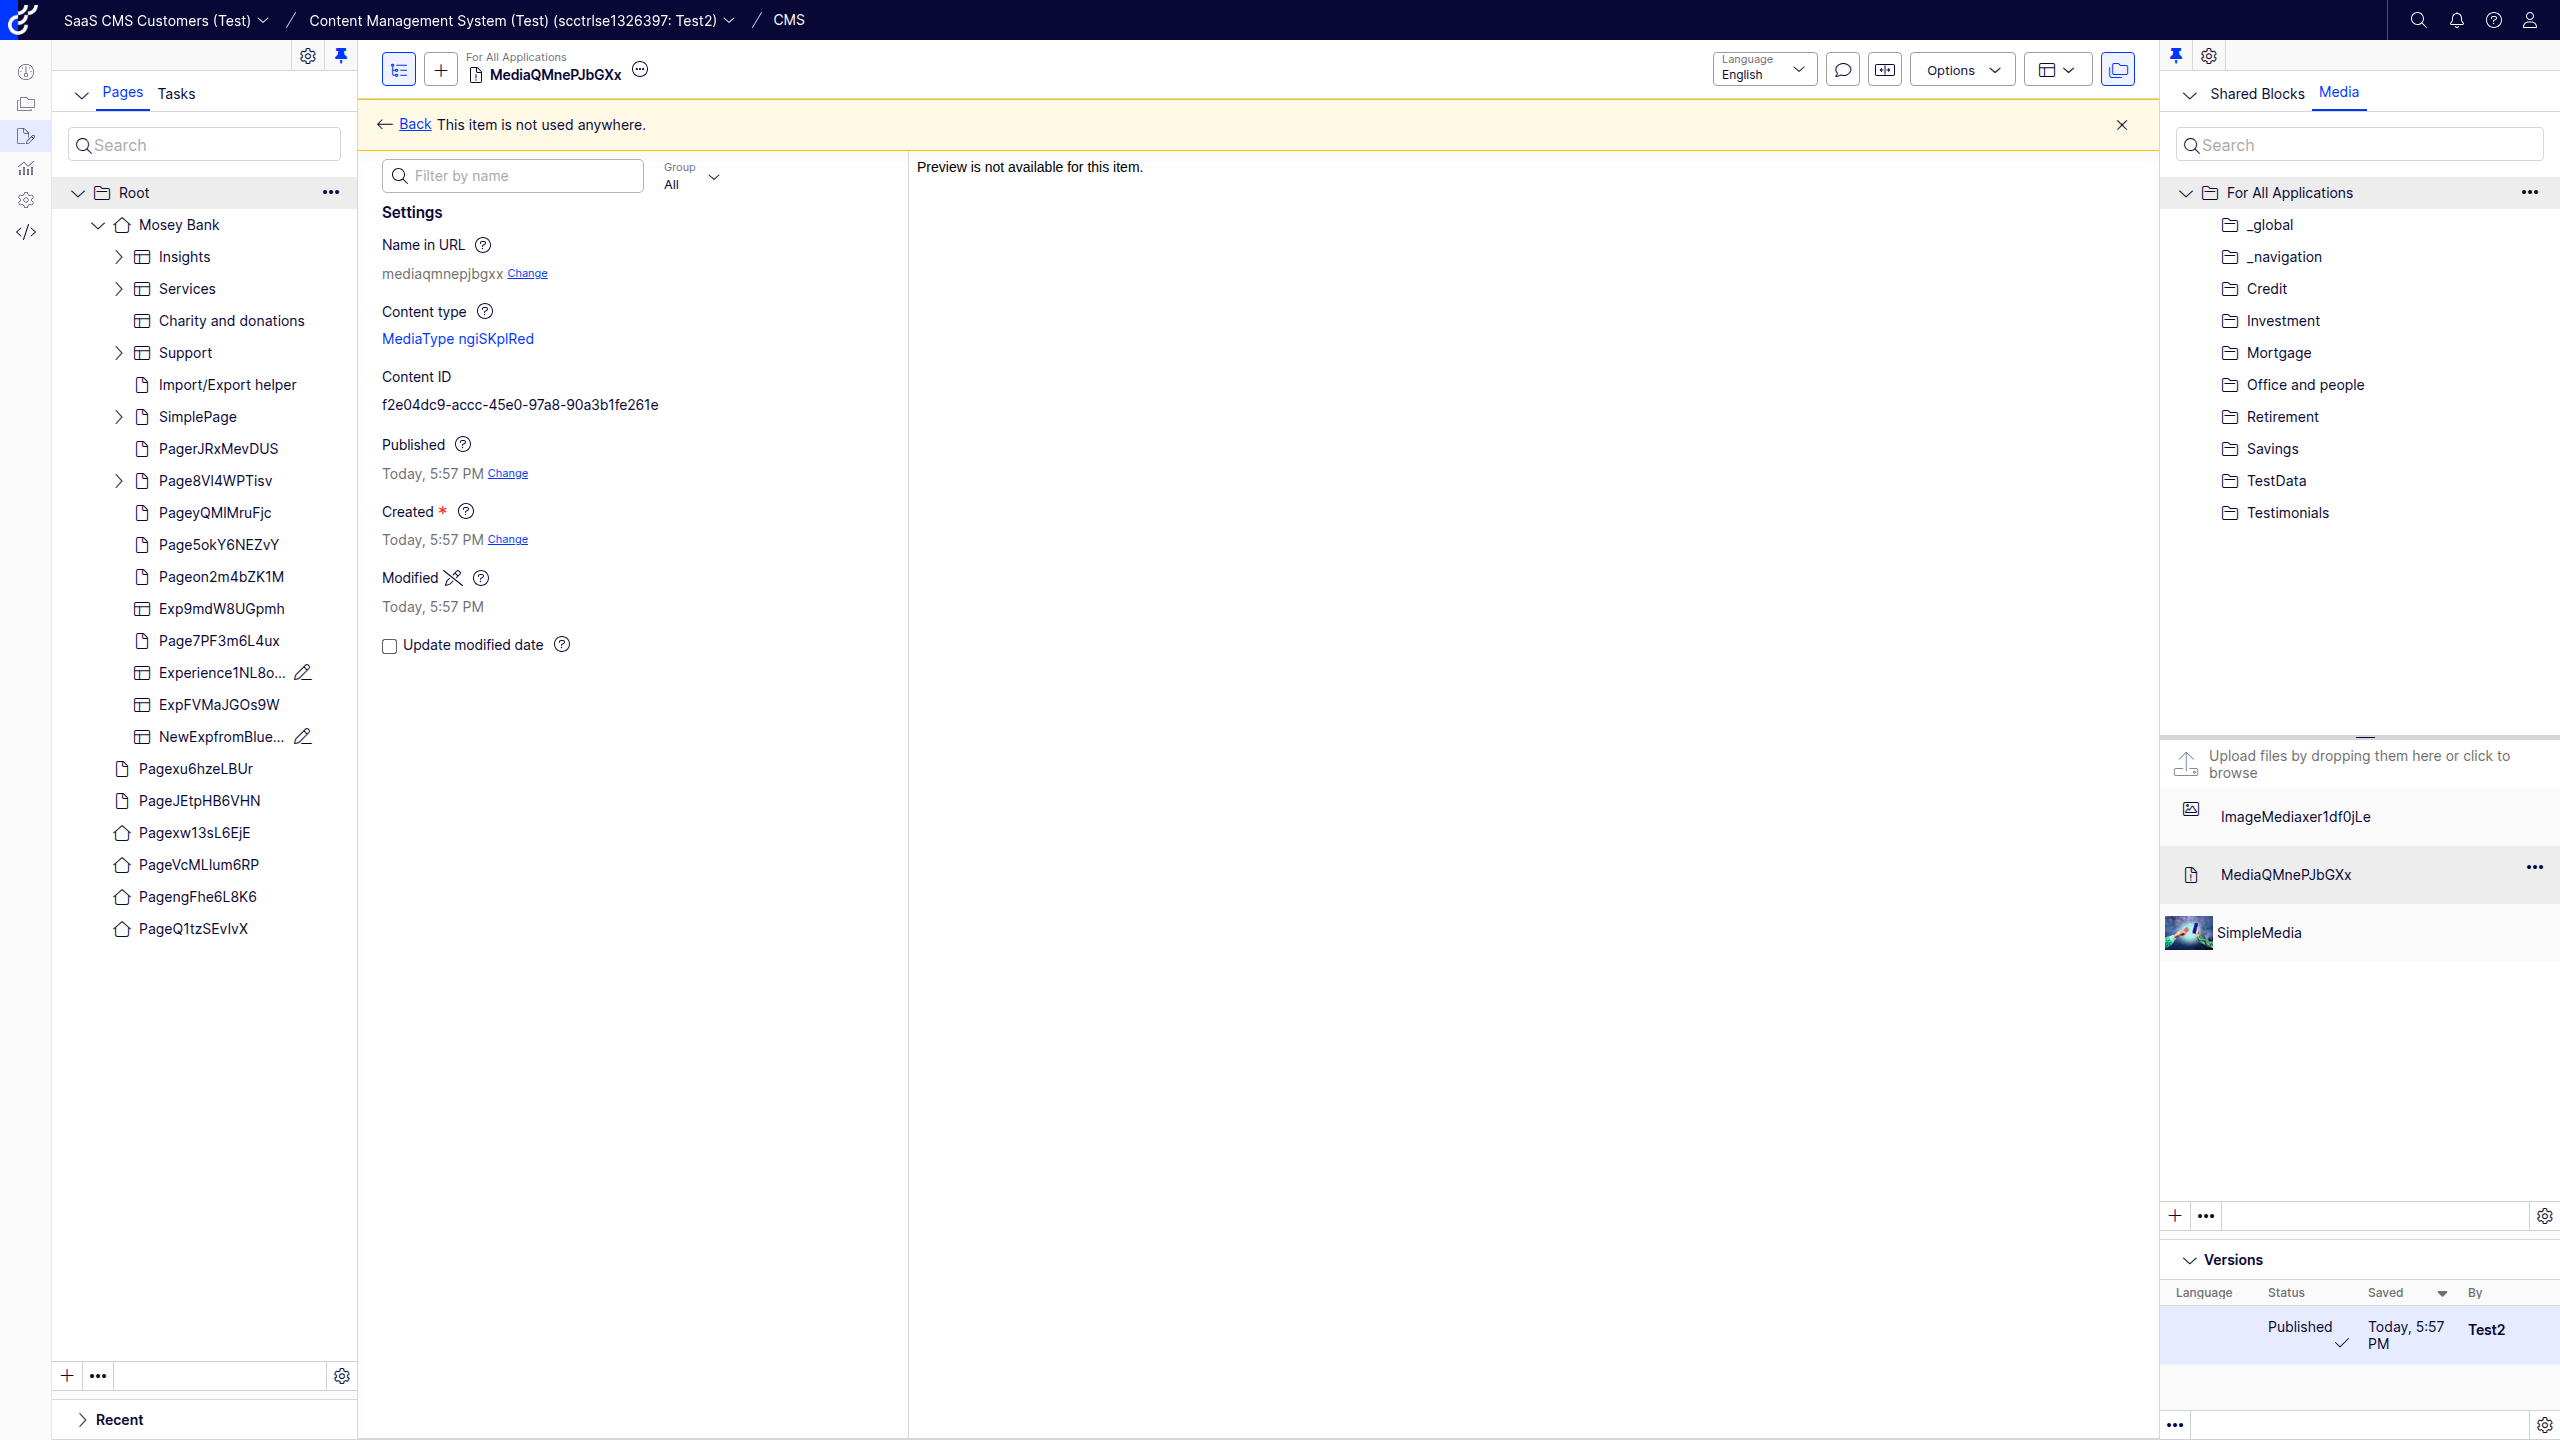 SaaS CMS Customers (Test)
Content Management System (Test) (scctrlse1326397: Test2)
CMS
Pages
Tasks
Search
Root
Mosey Bank
Insights
Services
Charity and donations
Support
Import/Export helper
SimplePage
PagerJRxMevDUS
Page8VI4WPTisv
PageyQMIMruFjc
Page5okY6NEZvY
Pageon2m4bZK1M
Exp9mdW8UGpmh
Page7PF3m6L4ux
Experience1NL8o...
ExpFVMaJGOs9W
NewExpfromBlue...
Pagexu6hzeLBUr
PageJEtpHB6VHN
Pagexw13sL6EjE
PageVcMLIum6RP
PagengFhe6L8K6
PageQ1tzSEvIvX
Recent
For All Applications
MediaQMnePJbGXx
Language
English
Options
Back This item is not used anywhere.
Filter by name
Group
All
Settings
Name in URL
mediaqmnepjbgxx Change
Content type
MediaType ngiSKpIRed
Content ID
f2e04dc9-accc-45e0-97a8-90a3b1fe261e
Published
Today, 5:57 PM Change
Created *
Today, 5:57 PM Change
Modified
Today, 5:57 PM
Update modified date
Preview is not available for this item.
Shared Blocks
Media
Search
For All Applications
_global
_navigation
Credit
Investment
Mortgage
Office and people
Retirement
Savings
TestData
Testimonials
Upload files by dropping them here or click to
browse
ImageMediaxer1df0jLe
MediaQMnePJbGXx
SimpleMedia
Versions
Language Status Saved By
Published Today, 5:57 Test2
PM